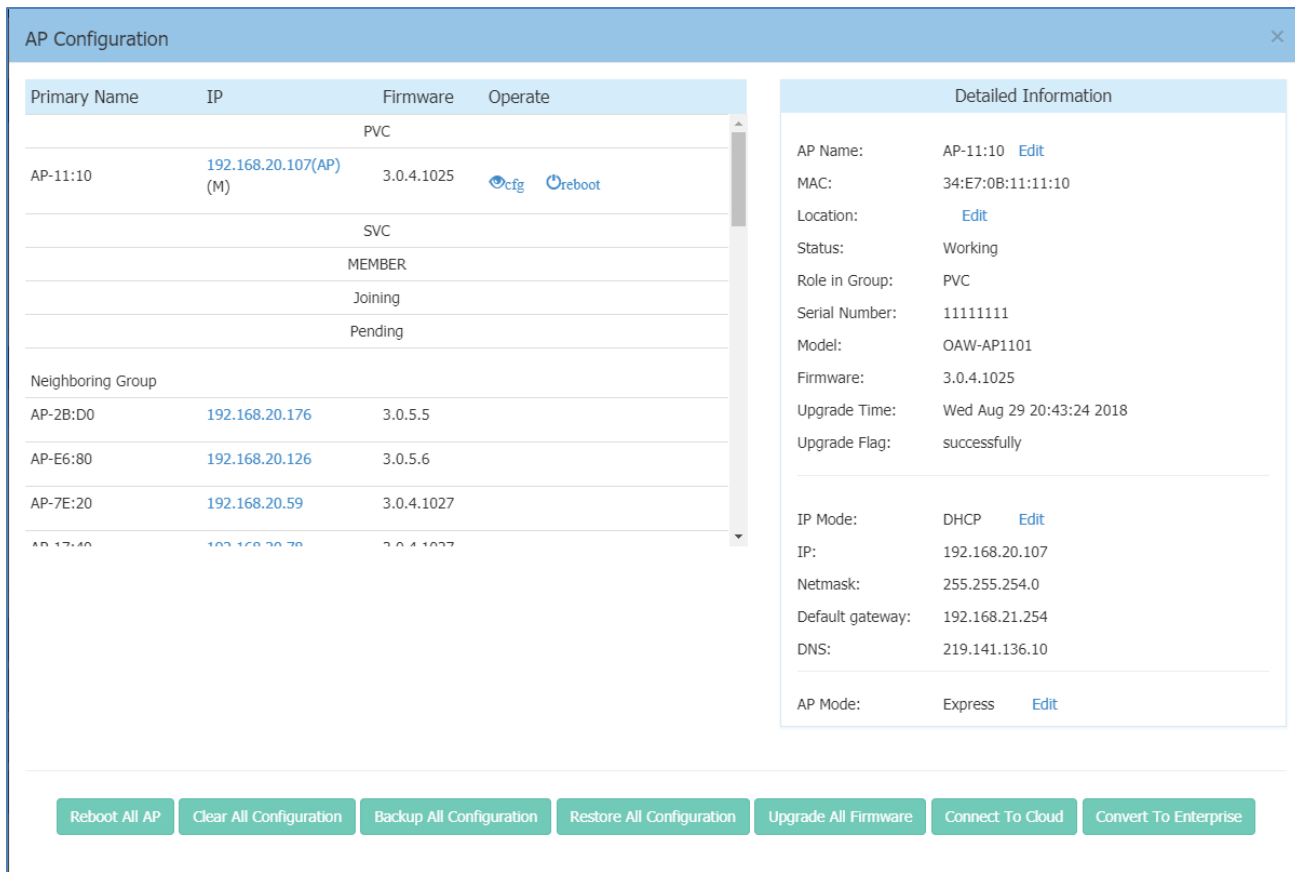 AP Configuration
Primary Name IP Firmware Operate
PVC
AP-11:10 192.168.20.107(AP) (M) 3.0.4.1025 cfg reboot
SVC
MEMBER
Joining
Pending
Neighboring Group
AP-2B:D0 192.168.20.176 3.0.5.5
AP-E6:80 192.168.20.126 3.0.5.6
AP-7E:20 192.168.20.59 3.0.4.1027
Detailed Information
AP Name: AP-11:10 Edit
MAC: 34:E7:0B:11:11:10
Location: Edit
Status: Working
Role in Group: PVC
Serial Number: 11111111
Model: OAW-AP1101
Firmware: 3.0.4.1025
Upgrade Time: Wed Aug 29 20:43:24 2018
Upgrade Flag: successfully
IP Mode: DHCP Edit
IP: 192.168.20.107
Netmask: 255.255.254.0
Default gateway: 192.168.21.254
DNS: 219.141.136.10
AP Mode: Express Edit
Reboot All AP Clear All Configuration Backup All Configuration Restore All Configuration Upgrade All Firmware Connect To Cloud Convert To Enterprise